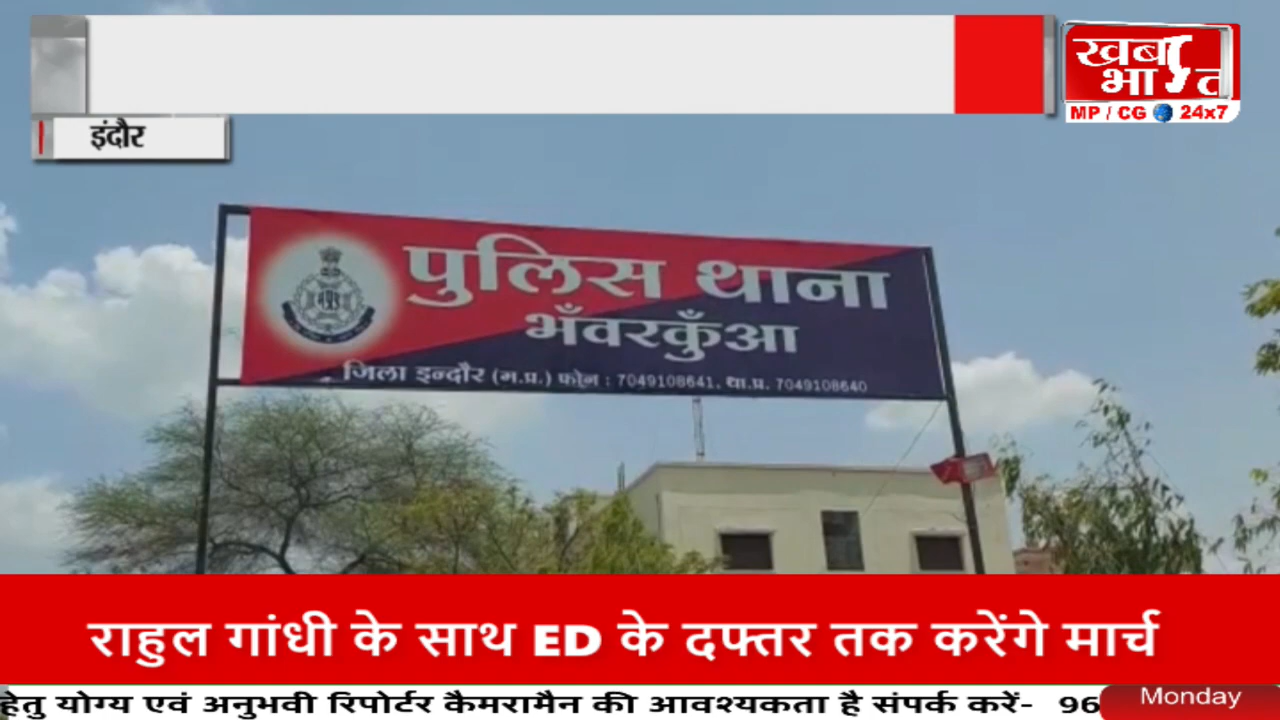 खबर भारत
MP / CG 24x7
इंदौर
पुलिस थाना
भँवरकुँआ
जिला इन्दौर (म.प्र.) फोन : 7049108641, था.प्र. 7049108640
राहुल गांधी के साथ ED के दफ्तर तक करेंगे मार्च
हेतु योग्य एवं अनुभवी रिपोर्टर कैमरामैन की आवश्यकता है संपर्क करें- 96
Monday